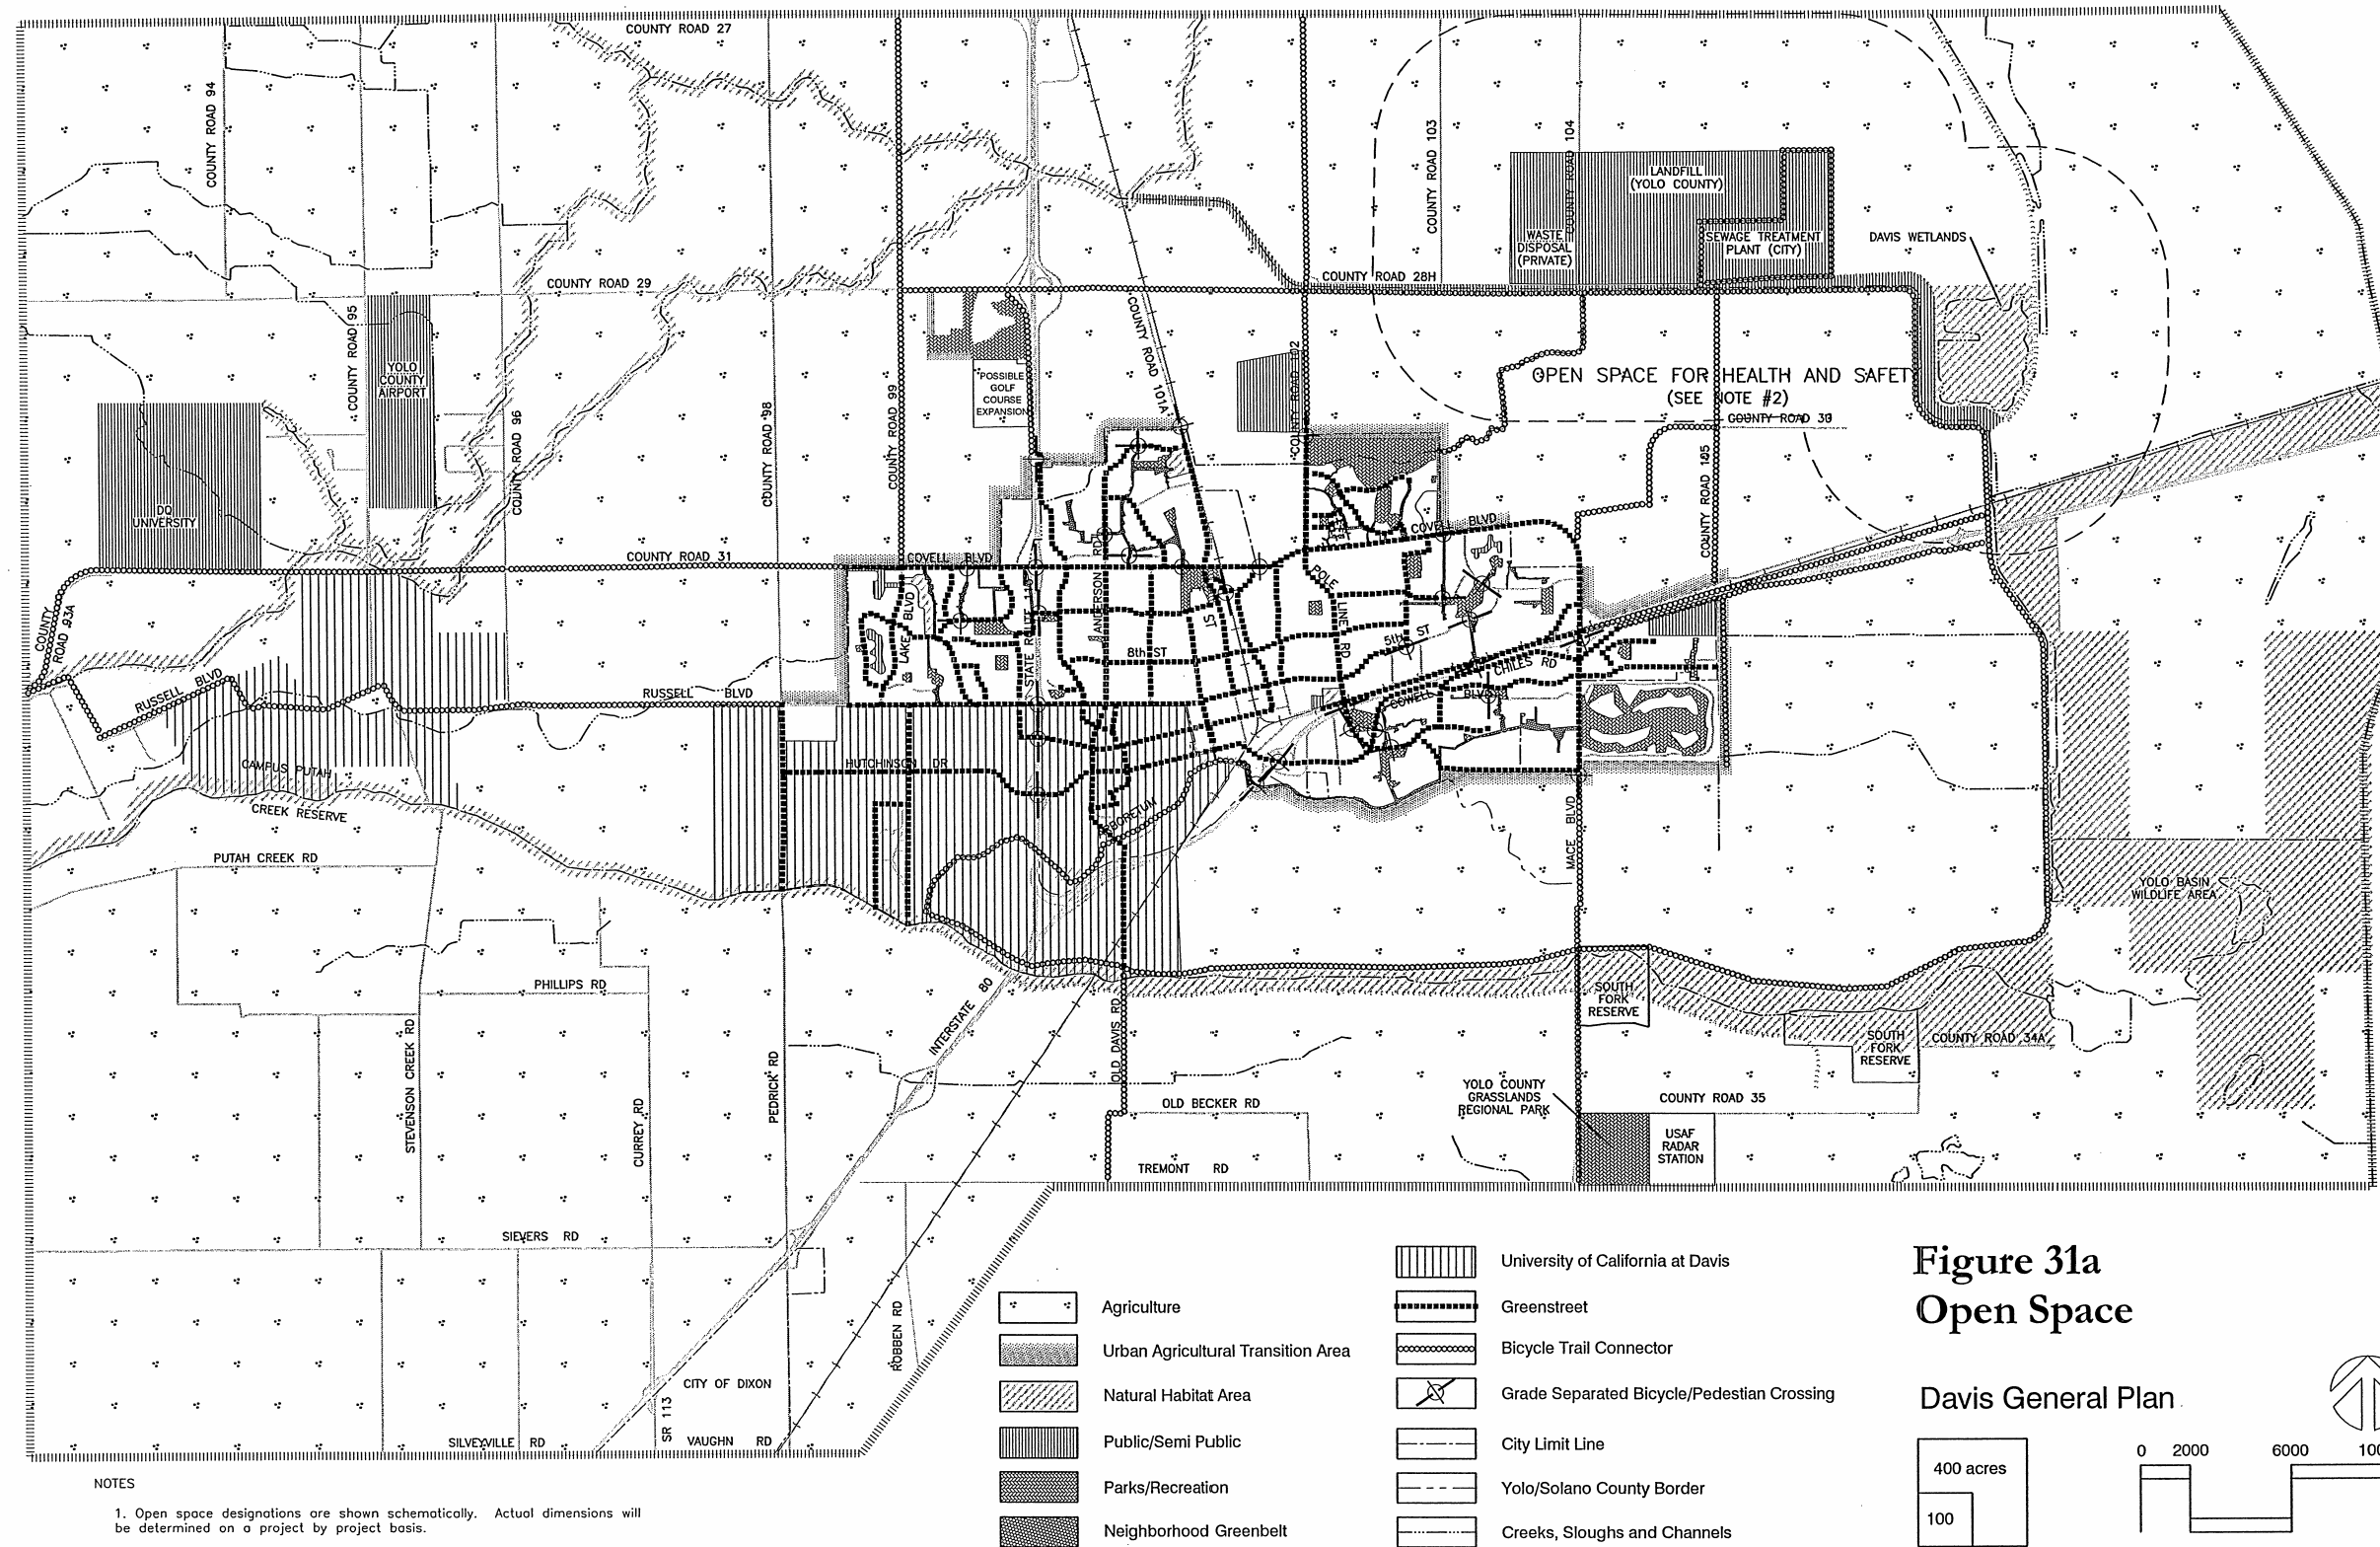 COUNTY ROAD 27
COUNTY ROAD 94
COUNTY ROAD 103
COUNTY ROAD 104
LANDFILL
(YOLO COUNTY)
WASTE
DISPOSAL
(PRIVATE)
SEWAGE TREATMENT
PLANT (CITY)
DAVIS WETLANDS
COUNTY ROAD 29
COUNTY ROAD 28H
COUNTY ROAD 95
YOLO
COUNTY
AIRPORT
COUNTY ROAD 96
COUNTY ROAD 98
COUNTY ROAD 99
POSSIBLE
GOLF
COURSE
EXPANSION
COUNTY ROAD 101A
COUNTY ROAD 102
OPEN SPACE FOR HEALTH AND SAFET
(SEE NOTE #2)
COUNTY ROAD 30
COUNTY ROAD 105
DQ
UNIVERSITY
COUNTY ROAD 31
COVELL BLVD
COVELL BLVD
COUNTY
ROAD 93A
LAKE BLVD
STATE ROUTE 113
ANDERSON RD
ST
POLE
LINE
RD
8th ST
5th ST
CHILES RD
COWELL BLVD
RUSSELL BLVD
RUSSELL BLVD
HUTCHINSON DR
ARBORETUM
MACE BLVD
CAMPUS PUTAH
CREEK RESERVE
PUTAH CREEK RD
YOLO BASIN
WILDLIFE AREA
PHILLIPS RD
STEVENSON CREEK RD
CURREY RD
PEDRICK RD
INTERSTATE 80
OLD DAVIS RD
SOUTH
FORK
RESERVE
SOUTH
FORK
RESERVE
COUNTY ROAD 34A
YOLO COUNTY
GRASSLANDS
REGIONAL PARK
COUNTY ROAD 35
OLD BECKER RD
USAF
RADAR
STATION
TREMONT RD
SIEVERS RD
ROBBEN RD
CITY OF DIXON
SR 113
SILVEYVILLE RD
VAUGHN RD
NOTES
1. Open space designations are shown schematically. Actual dimensions will
be determined on a project by project basis.
Agriculture
Urban Agricultural Transition Area
Natural Habitat Area
Public/Semi Public
Parks/Recreation
Neighborhood Greenbelt
University of California at Davis
Greenstreet
Bicycle Trail Connector
Grade Separated Bicycle/Pedestian Crossing
City Limit Line
Yolo/Solano County Border
Creeks, Sloughs and Channels
Figure 31a
Open Space
Davis General Plan
400 acres
100
0 2000 6000 100